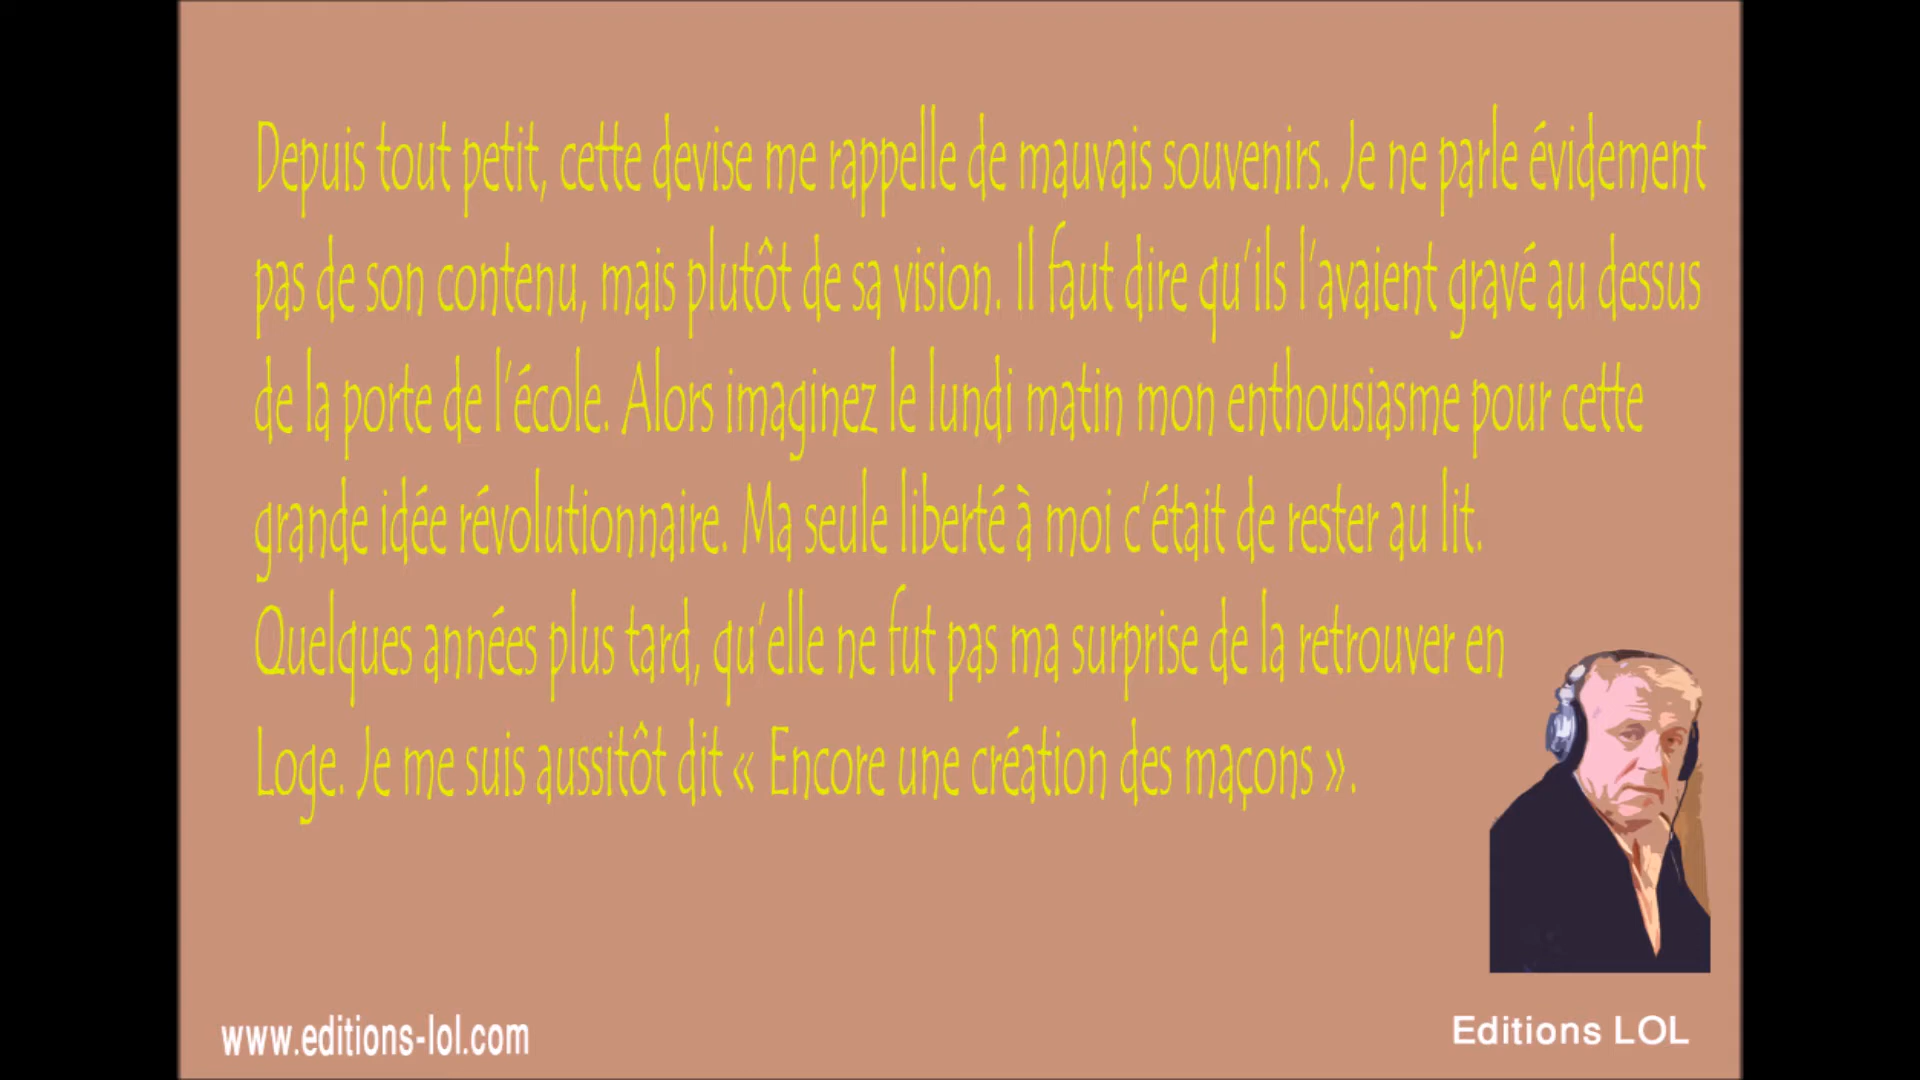 Depuis tout petit, cette devise me rappelle de mauvais souvenirs. Je ne parle évidement
pas de son contenu, mais plutôt de sa vision. Il faut dire qu’ils l’avaient gravé au dessus
de la porte de l’école. Alors imaginez le lundi matin mon enthousiasme pour cette
grande idée révolutionnaire. Ma seule liberté à moi c’était de rester au lit.
Quelques années plus tard, qu’elle ne fut pas ma surprise de la retrouver en
Loge. Je me suis aussitôt dit « Encore une création des maçons ».
www.editions-lol.com
Editions LOL